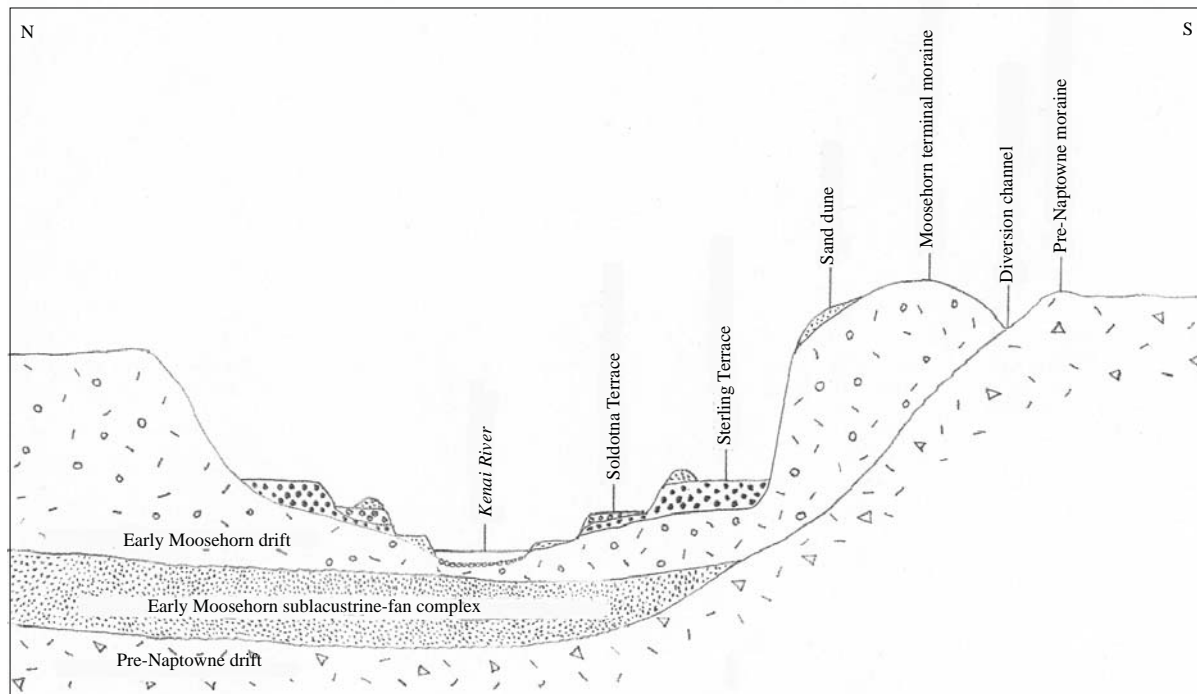 N
S
Sand dune
Moosehorn terminal moraine
Diversion channel
Pre-Naptowne moraine
Kenai River
Soldotna Terrace
Sterling Terrace
Early Moosehorn drift
Early Moosehorn sublacustrine-fan complex
Pre-Naptowne drift